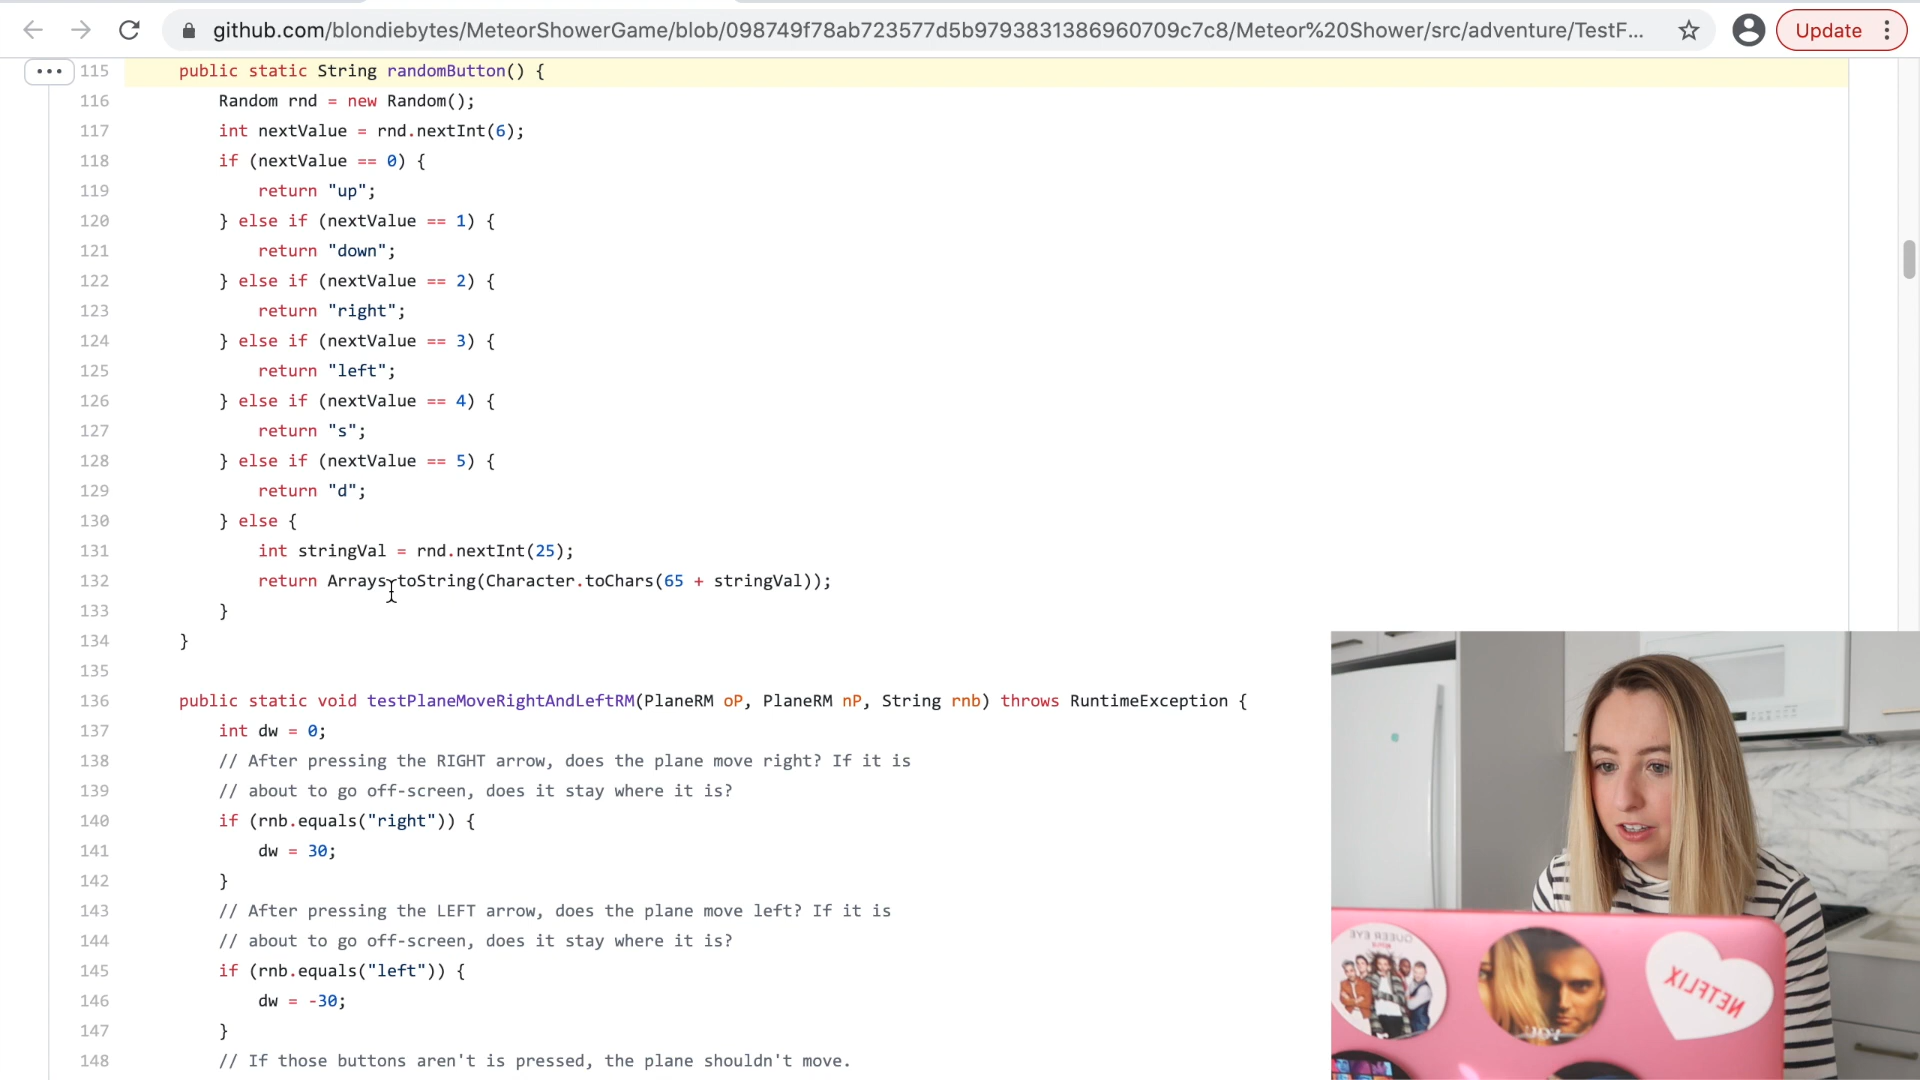 github.com/blondiebytes/MeteorShowerGame/blob/098749f78ab723577d5b9793831386960709c7c8/Meteor%20Shower/src/adventure/TestF...
Update
115 public static String randomButton() {
116 Random rnd = new Random();
117 int nextValue = rnd.nextInt(6);
118 if (nextValue == 0) {
119 return "up";
120 } else if (nextValue == 1) {
121 return "down";
122 } else if (nextValue == 2) {
123 return "right";
124 } else if (nextValue == 3) {
125 return "left";
126 } else if (nextValue == 4) {
127 return "s";
128 } else if (nextValue == 5) {
129 return "d";
130 } else {
131 int stringVal = rnd.nextInt(25);
132 return Arrays.toString(Character.toChars(65 + stringVal));
133 }
134 }
135
136 public static void testPlaneMoveRightAndLeftRM(PlaneRM oP, PlaneRM nP, String rnb) throws RuntimeException {
137 int dw = 0;
138 // After pressing the RIGHT arrow, does the plane move right? If it is
139 // about to go off-screen, does it stay where it is?
140 if (rnb.equals("right")) {
141 dw = 30;
142 }
143 // After pressing the LEFT arrow, does the plane move left? If it is
144 // about to go off-screen, does it stay where it is?
145 if (rnb.equals("left")) {
146 dw = -30;
147 }
148 // If those buttons aren't is pressed, the plane shouldn't move.
QUEER EYE
YOU
NETFLIX